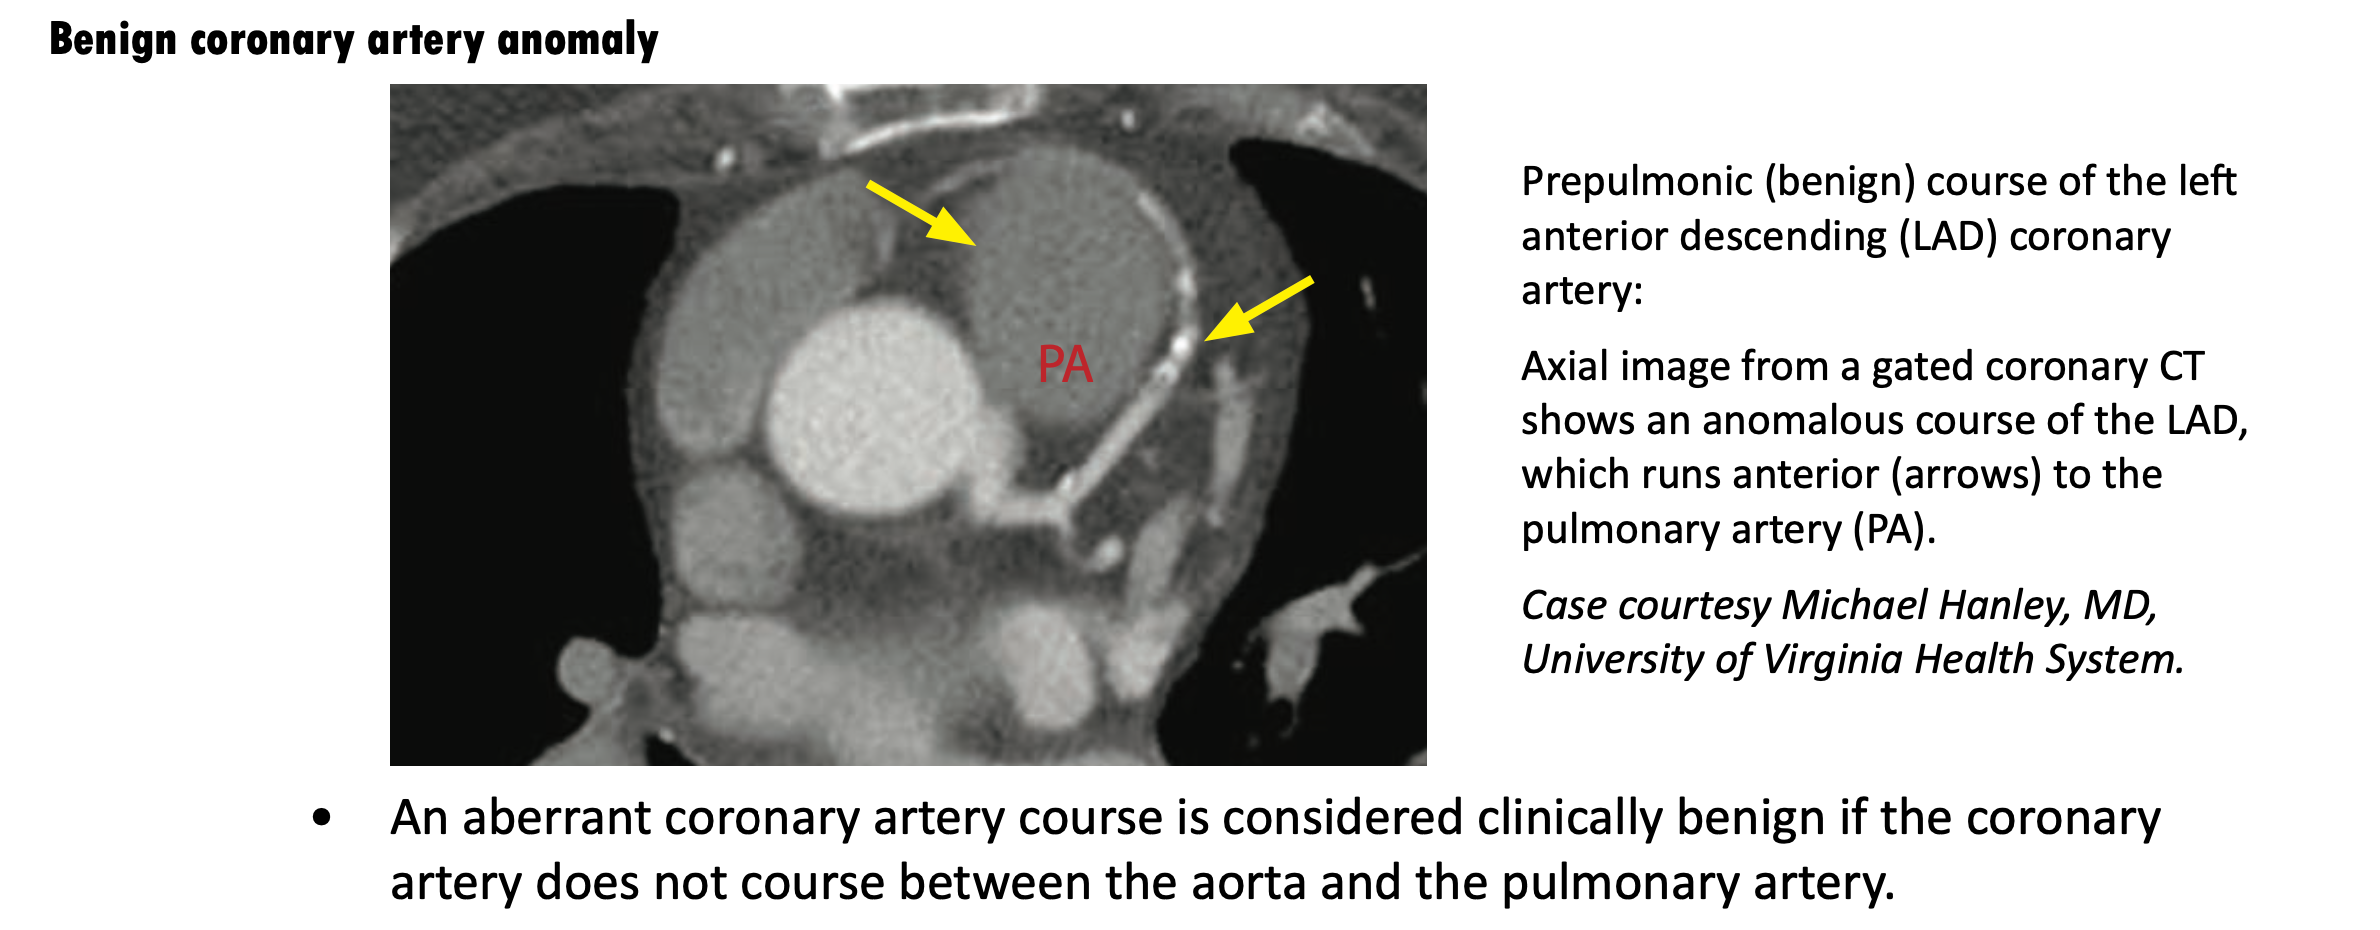 Benign coronary artery anomaly
PA
Prepulmonic (benign) course of the left
anterior descending (LAD) coronary
artery:
Axial image from a gated coronary CT
shows an anomalous course of the LAD,
which runs anterior (arrows) to the
pulmonary artery (PA).
Case courtesy Michael Hanley, MD,
University of Virginia Health System.
• An aberrant coronary artery course is considered clinically benign if the coronary
artery does not course between the aorta and the pulmonary artery.